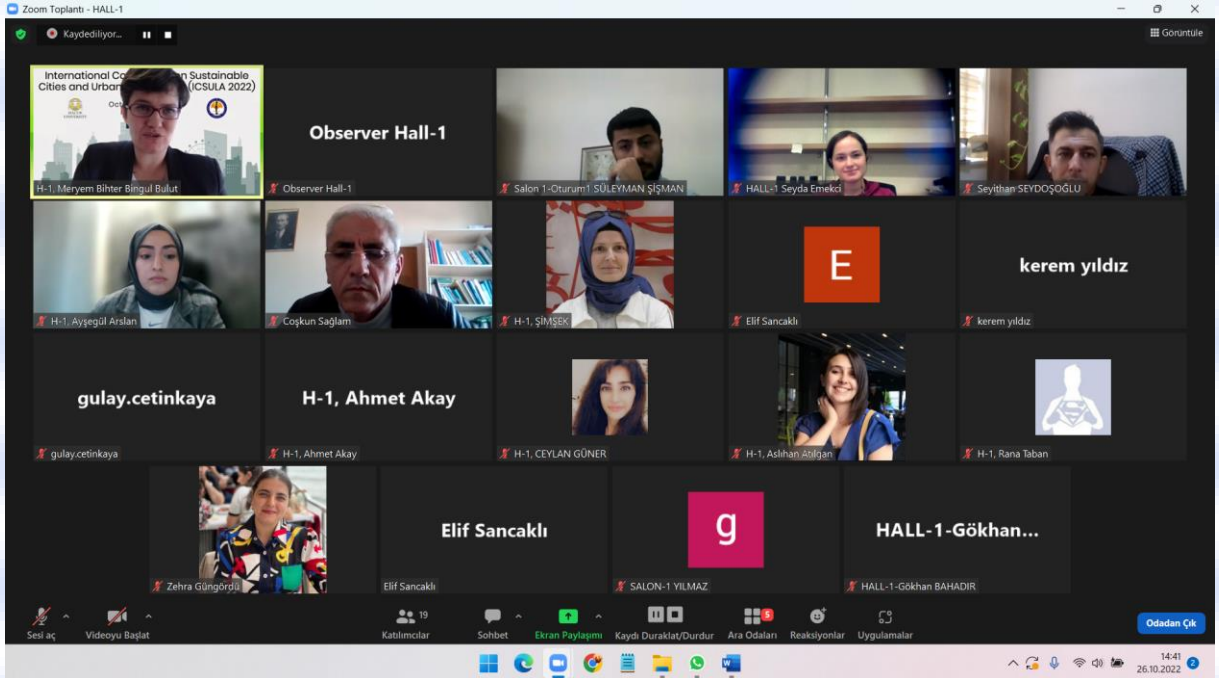 Zoom Toplantı - HALL-1
Kaydediliyor...
Görüntüle
International Co
n Sustainable
Cities and Urban
(ICSULA 2022)
H-1, Meryem Bihter Bingul Bulut
Observer Hall-1
Observer Hall-1
Salon 1-Oturum1 SÜLEYMAN ŞİŞMAN
HALL-1 Seyda Emekci
Seyithan SEYDOŞOĞLU
H-1, Ayşegül Arslan
Coşkun Sağlam
H-1, ŞİMŞEK
E
Elif Sancaklı
kerem yıldız
kerem yıldız
gulay.cetinkaya
gulay.cetinkaya
H-1, Ahmet Akay
H-1, Ahmet Akay
H-1, CEYLAN GÜNER
H-1, Aslıhan Atılgan
H-1, Rana Taban
Zehra Güngördü
Elif Sancaklı
Elif Sancaklı
g
SALON-1 YILMAZ
HALL-1-Gökhan...
HALL-1-Gökhan BAHADIR
19
5
Sesi aç
Videoyu Başlat
Katılımcılar
Sohbet
Ekran Paylaşımı
Kaydı Duraklat/Durdur
Ara Odaları
Reaksiyonlar
Uygulamalar
Odadan Çık
14:41
26.10.2022
2